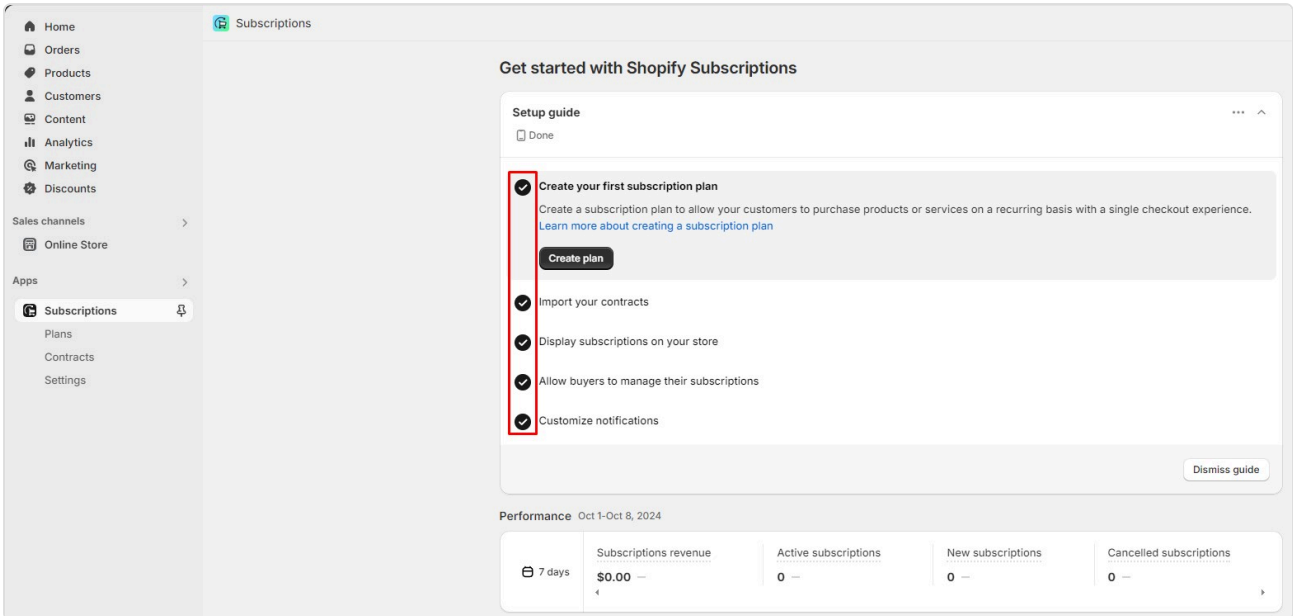 Home
Orders
Products
Customers
Content
Analytics
Marketing
Discounts
Sales channels
Online Store
Apps
Subscriptions
Plans
Contracts
Settings
Subscriptions
Get started with Shopify Subscriptions
Setup guide
Done
Create your first subscription plan
Create a subscription plan to allow your customers to purchase products or services on a recurring basis with a single checkout experience.
Learn more about creating a subscription plan
Create plan
Import your contracts
Display subscriptions on your store
Allow buyers to manage their subscriptions
Customize notifications
Dismiss guide
Performance Oct 1-Oct 8, 2024
7 days
Subscriptions revenue
$0.00 —
Active subscriptions
0 —
New subscriptions
0 —
Cancelled subscriptions
0 —